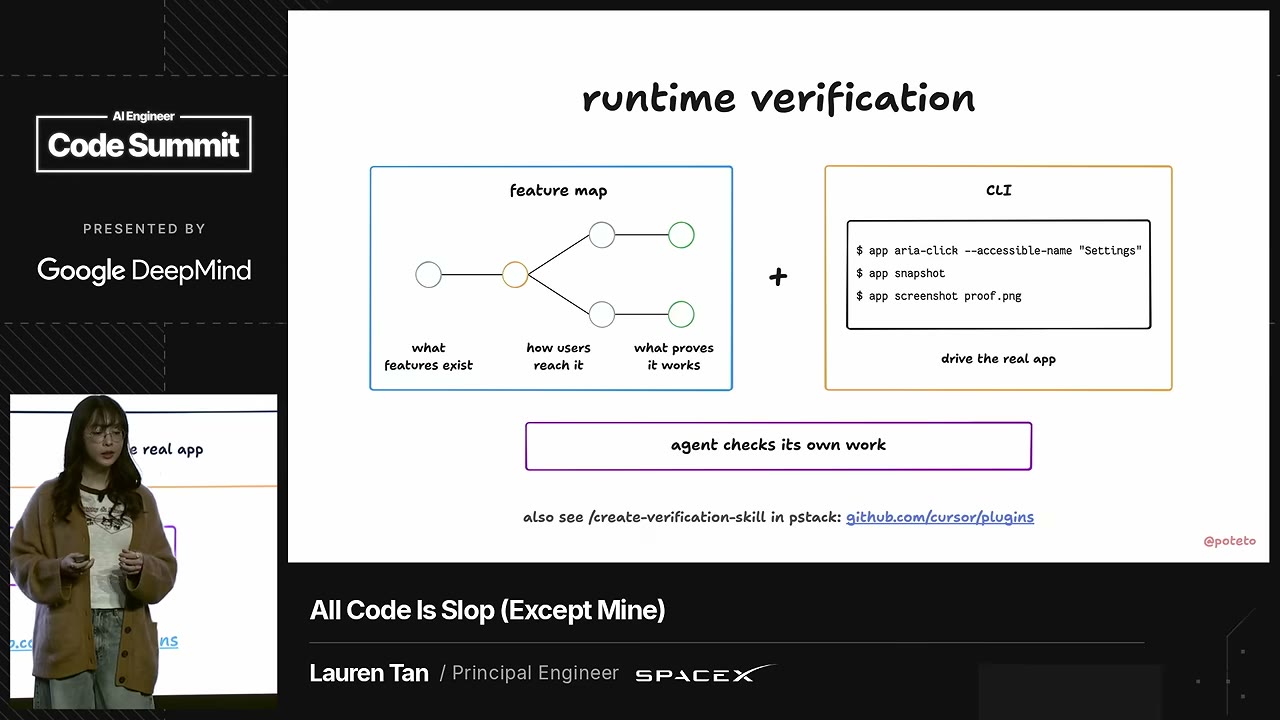 AI Engineer
Code Summit
PRESENTED BY
Google DeepMind
e real app
ns
runtime verification
feature map
what
features exist
how users
reach it
what proves
it works
+
CLI
$ app aria-click --accessible-name "Settings"
$ app snapshot
$ app screenshot proof.png
drive the real app
agent checks its own work
also see /create-verification-skill in pstack: github.com/cursor/plugins
@poteto
All Code Is Slop (Except Mine)
Lauren Tan / Principal Engineer SPACEX